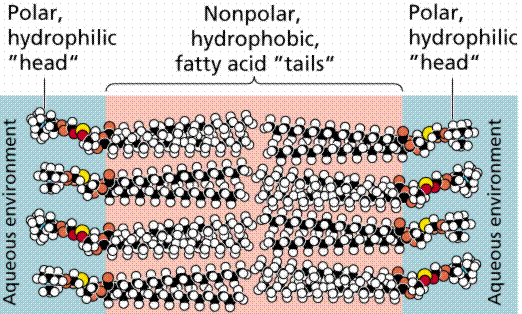 Polar,
hydrophilic
"head"
Nonpolar,
hydrophobic,
fatty acid "tails"
Polar,
hydrophilic
"head"
Aqueous environment
Aqueous environment